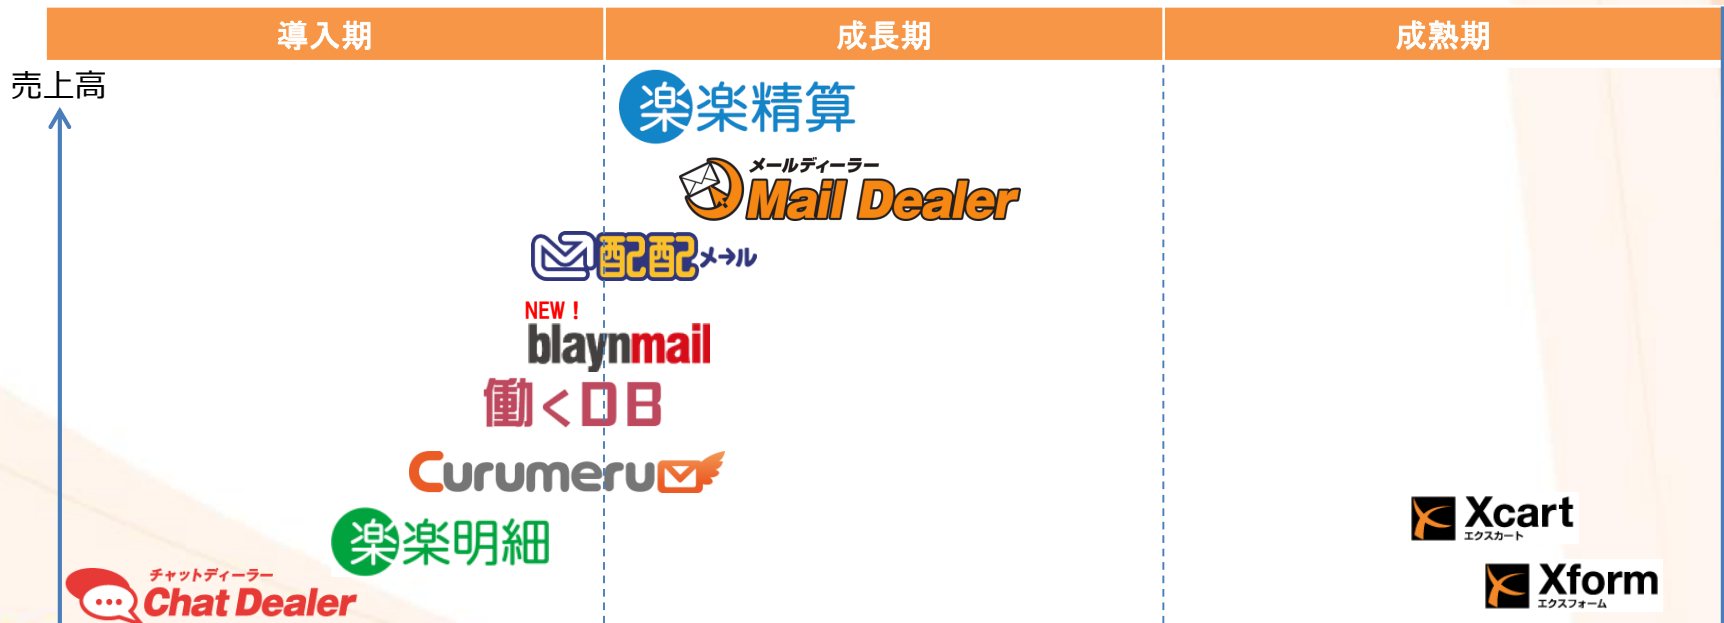 導入期
成長期
成熟期
売上高
楽楽精算
メールディーラー
Mail Dealer
配配メール
NEW!
blaynmail
働くDB
Curumeru
楽楽明細
Xcart
エクスカート
チャットディーラー
Chat Dealer
Xform
エクスフォーム